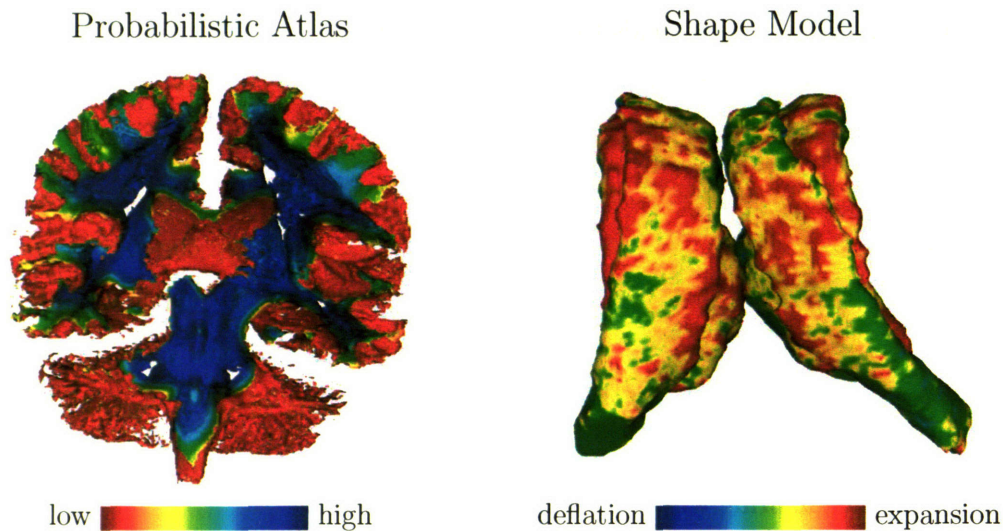 Probabilistic Atlas
Shape Model
low high
deflation expansion